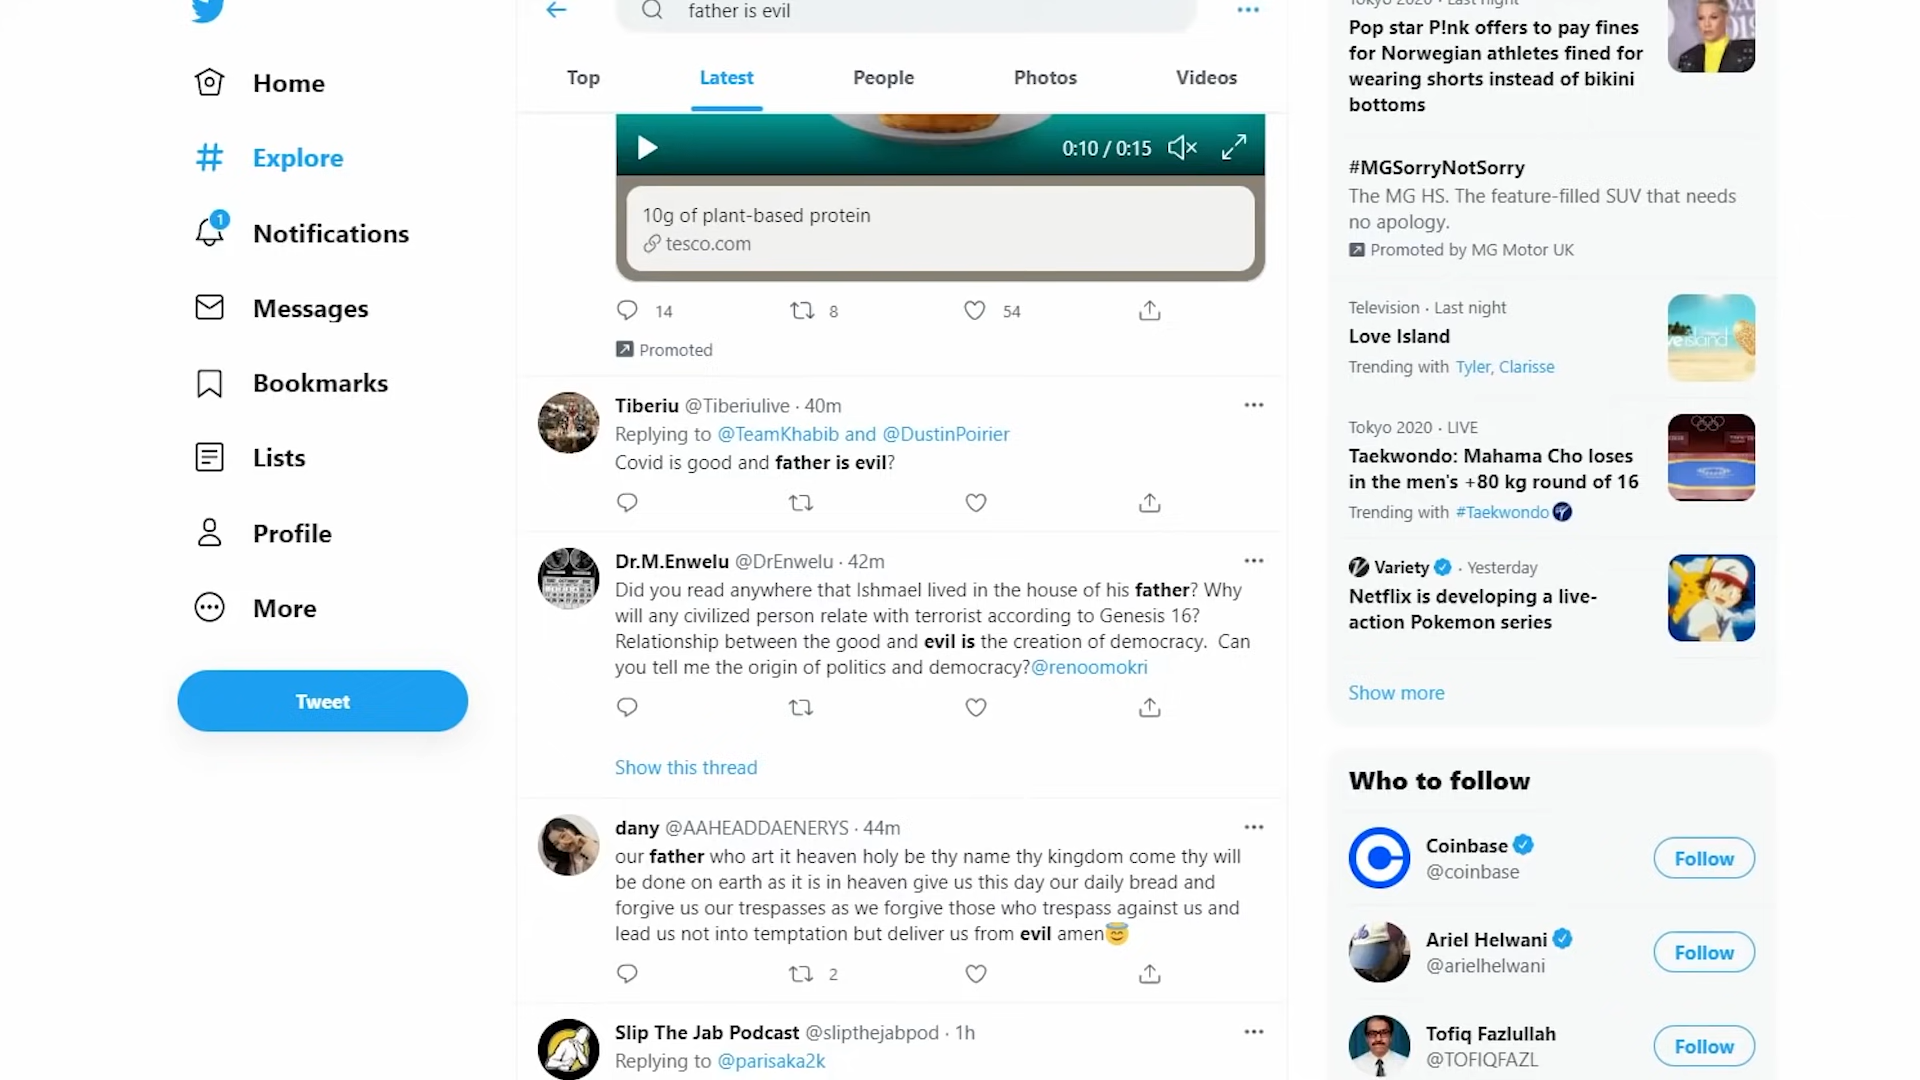 Home
Explore
1
Notifications
Messages
Bookmarks
Lists
Profile
More
Tweet
father is evil
Top
Latest
People
Photos
Videos
0:10 / 0:15
10g of plant-based protein
tesco.com
14
8
54
Promoted
Tiberiu @Tiberiulive · 40m
Replying to @TeamKhabib and @DustinPoirier
Covid is good and father is evil?
Dr.M.Enwelu @DrEnwelu · 42m
Did you read anywhere that Ishmael lived in the house of his father? Why
will any civilized person relate with terrorist according to Genesis 16?
Relationship between the good and evil is the creation of democracy. Can
you tell me the origin of politics and democracy?@renoomokri
Show this thread
dany @AAHEADDAENERYS · 44m
our father who art it heaven holy be thy name thy kingdom come thy will
be done on earth as it is in heaven give us this day our daily bread and
forgive us our trespasses as we forgive those who trespass against us and
lead us not into temptation but deliver us from evil amen😇
2
Slip The Jab Podcast @slipthejabpod · 1h
Replying to @parisaka2k
Tokyo 2020 · Last night
Pop star P!nk offers to pay fines
for Norwegian athletes fined for
wearing shorts instead of bikini
bottoms
#MGSorryNotSorry
The MG HS. The feature-filled SUV that needs
no apology.
Promoted by MG Motor UK
Television · Last night
Love Island
Trending with Tyler, Clarisse
Tokyo 2020 · LIVE
Taekwondo: Mahama Cho loses
in the men's +80 kg round of 16
Trending with #Taekwondo
Variety · Yesterday
Netflix is developing a live-
action Pokemon series
Show more
Who to follow
Coinbase
@coinbase
Follow
Ariel Helwani
@arielhelwani
Follow
Tofiq Fazlullah
@TOFIQFAZL
Follow